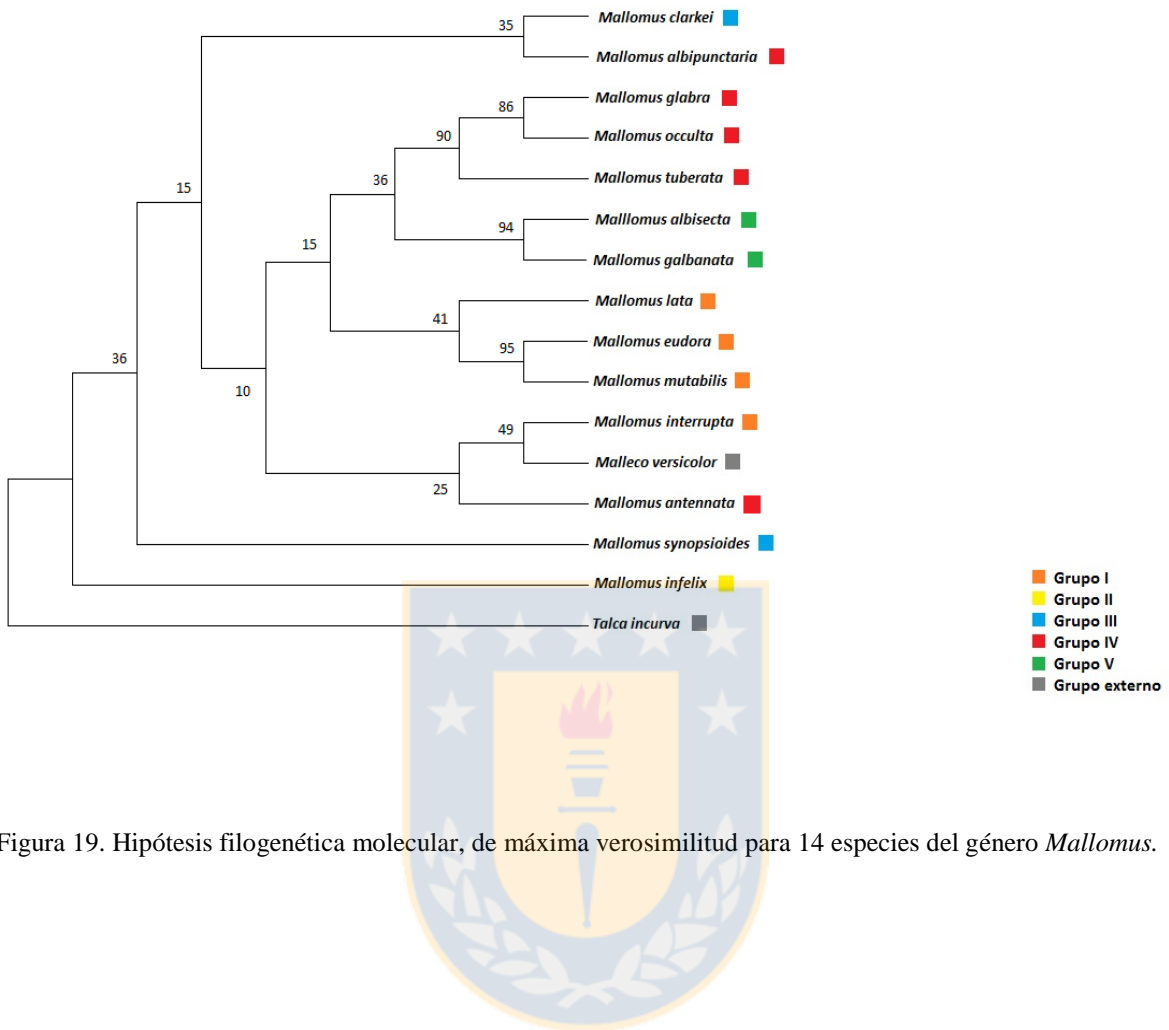 35
Mallomus clarkei
Mallomus albipunctaria
86
Mallomus glabra
90
Mallomus occulta
36
Mallomus tuberata
15
94
Malllomus albisecta
15
Mallomus galbanata
41
Mallomus lata
95
Mallomus eudora
36
Mallomus mutabilis
10
49
Mallomus interrupta
Malleco versicolor
25
Mallomus antennata
Mallomus synopsioides
Mallomus infelix
Talca incurva
Grupo I
Grupo II
Grupo III
Grupo IV
Grupo V
Grupo externo
Figura 19. Hipótesis filogenética molecular, de máxima verosimilitud para 14 especies del género Mallomus.